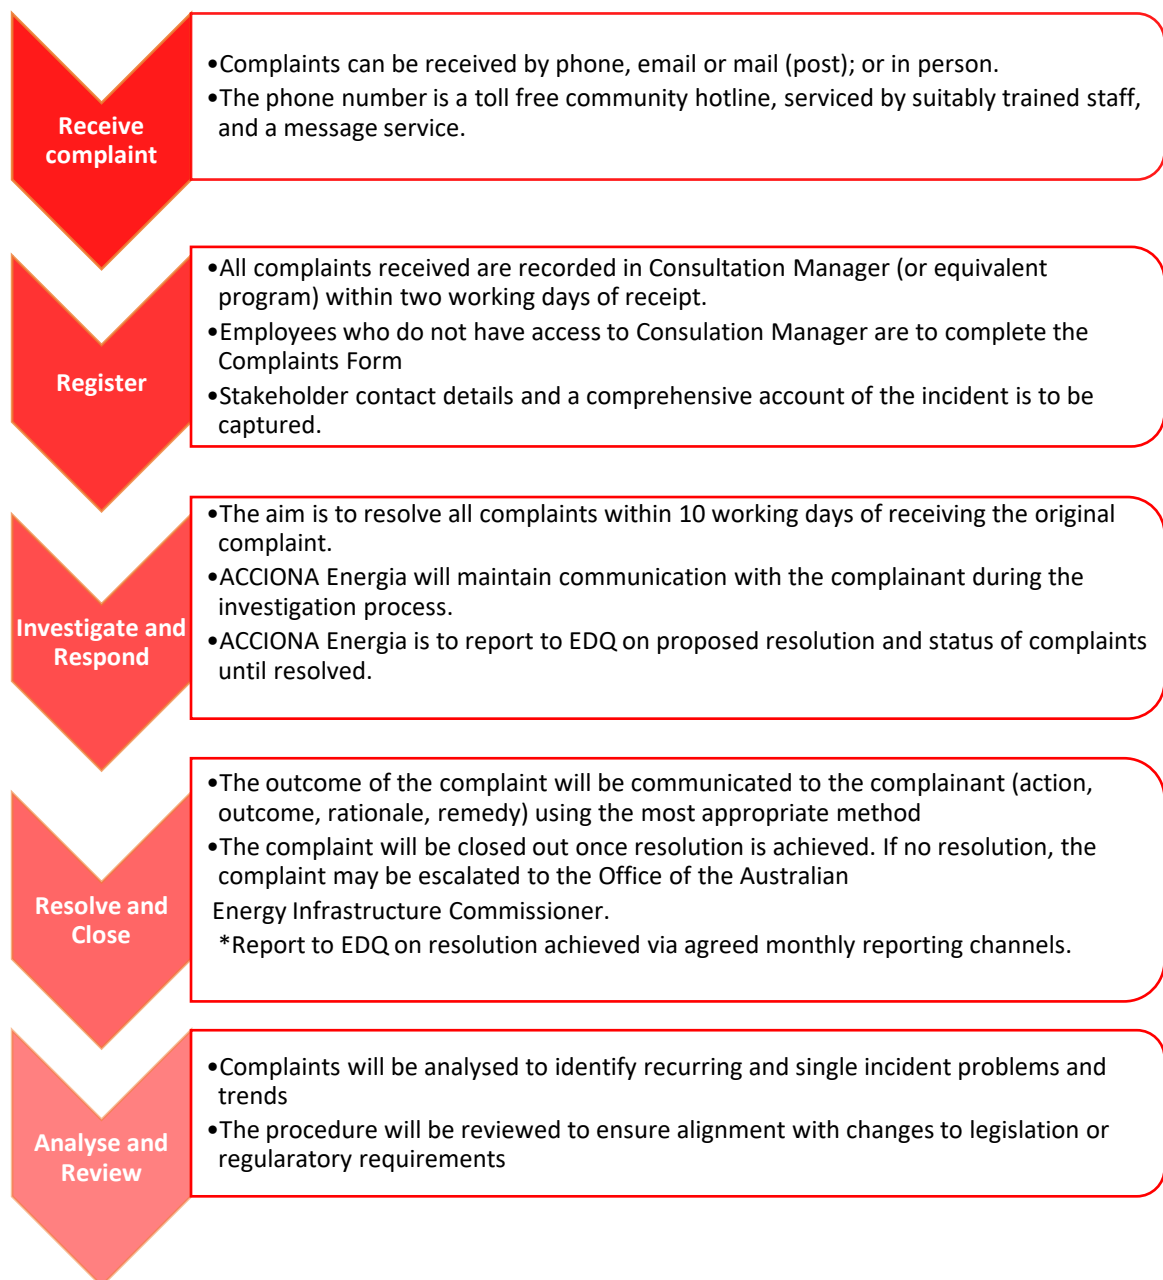 Receive
complaint
•Complaints can be received by phone, email or mail (post); or in person.
•The phone number is a toll free community hotline, serviced by suitably trained staff,
and a message service.
Register
•All complaints received are recorded in Consultation Manager (or equivalent
program) within two working days of receipt.
•Employees who do not have access to Consulation Manager are to complete the
Complaints Form
•Stakeholder contact details and a comprehensive account of the incident is to be
captured.
Investigate and
Respond
•The aim is to resolve all complaints within 10 working days of receiving the original
complaint.
•ACCIONA Energia will maintain communication with the complainant during the
investigation process.
•ACCIONA Energia is to report to EDQ on proposed resolution and status of complaints
until resolved.
Resolve and
Close
•The outcome of the complaint will be communicated to the complainant (action,
outcome, rationale, remedy) using the most appropriate method
•The complaint will be closed out once resolution is achieved. If no resolution, the
complaint may be escalated to the Office of the Australian
Energy Infrastructure Commissioner.
*Report to EDQ on resolution achieved via agreed monthly reporting channels.
Analyse and
Review
•Complaints will be analysed to identify recurring and single incident problems and
trends
•The procedure will be reviewed to ensure alignment with changes to legislation or
regularatory requirements